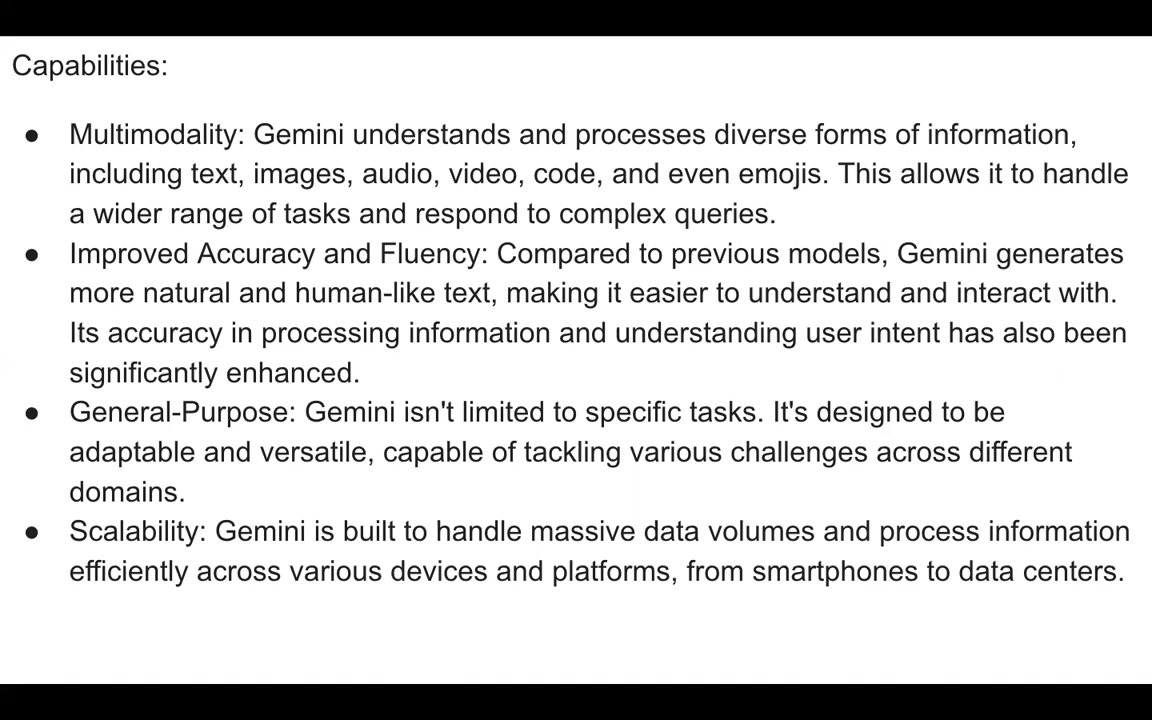 Capabilities:
● Multimodality: Gemini understands and processes diverse forms of information,
including text, images, audio, video, code, and even emojis. This allows it to handle
a wider range of tasks and respond to complex queries.
● Improved Accuracy and Fluency: Compared to previous models, Gemini generates
more natural and human-like text, making it easier to understand and interact with.
Its accuracy in processing information and understanding user intent has also been
significantly enhanced.
● General-Purpose: Gemini isn't limited to specific tasks. It's designed to be
adaptable and versatile, capable of tackling various challenges across different
domains.
● Scalability: Gemini is built to handle massive data volumes and process information
efficiently across various devices and platforms, from smartphones to data centers.